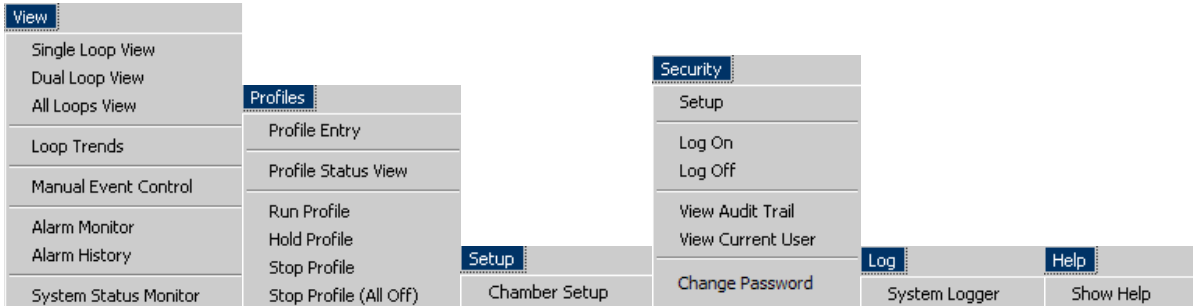 View
Single Loop View
Dual Loop View
All Loops View
Loop Trends
Manual Event Control
Alarm Monitor
Alarm History
System Status Monitor
Profiles
Profile Entry
Profile Status View
Run Profile
Hold Profile
Stop Profile
Stop Profile (All Off)
Setup
Chamber Setup
Security
Setup
Log On
Log Off
View Audit Trail
View Current User
Change Password
Log
System Logger
Help
Show Help